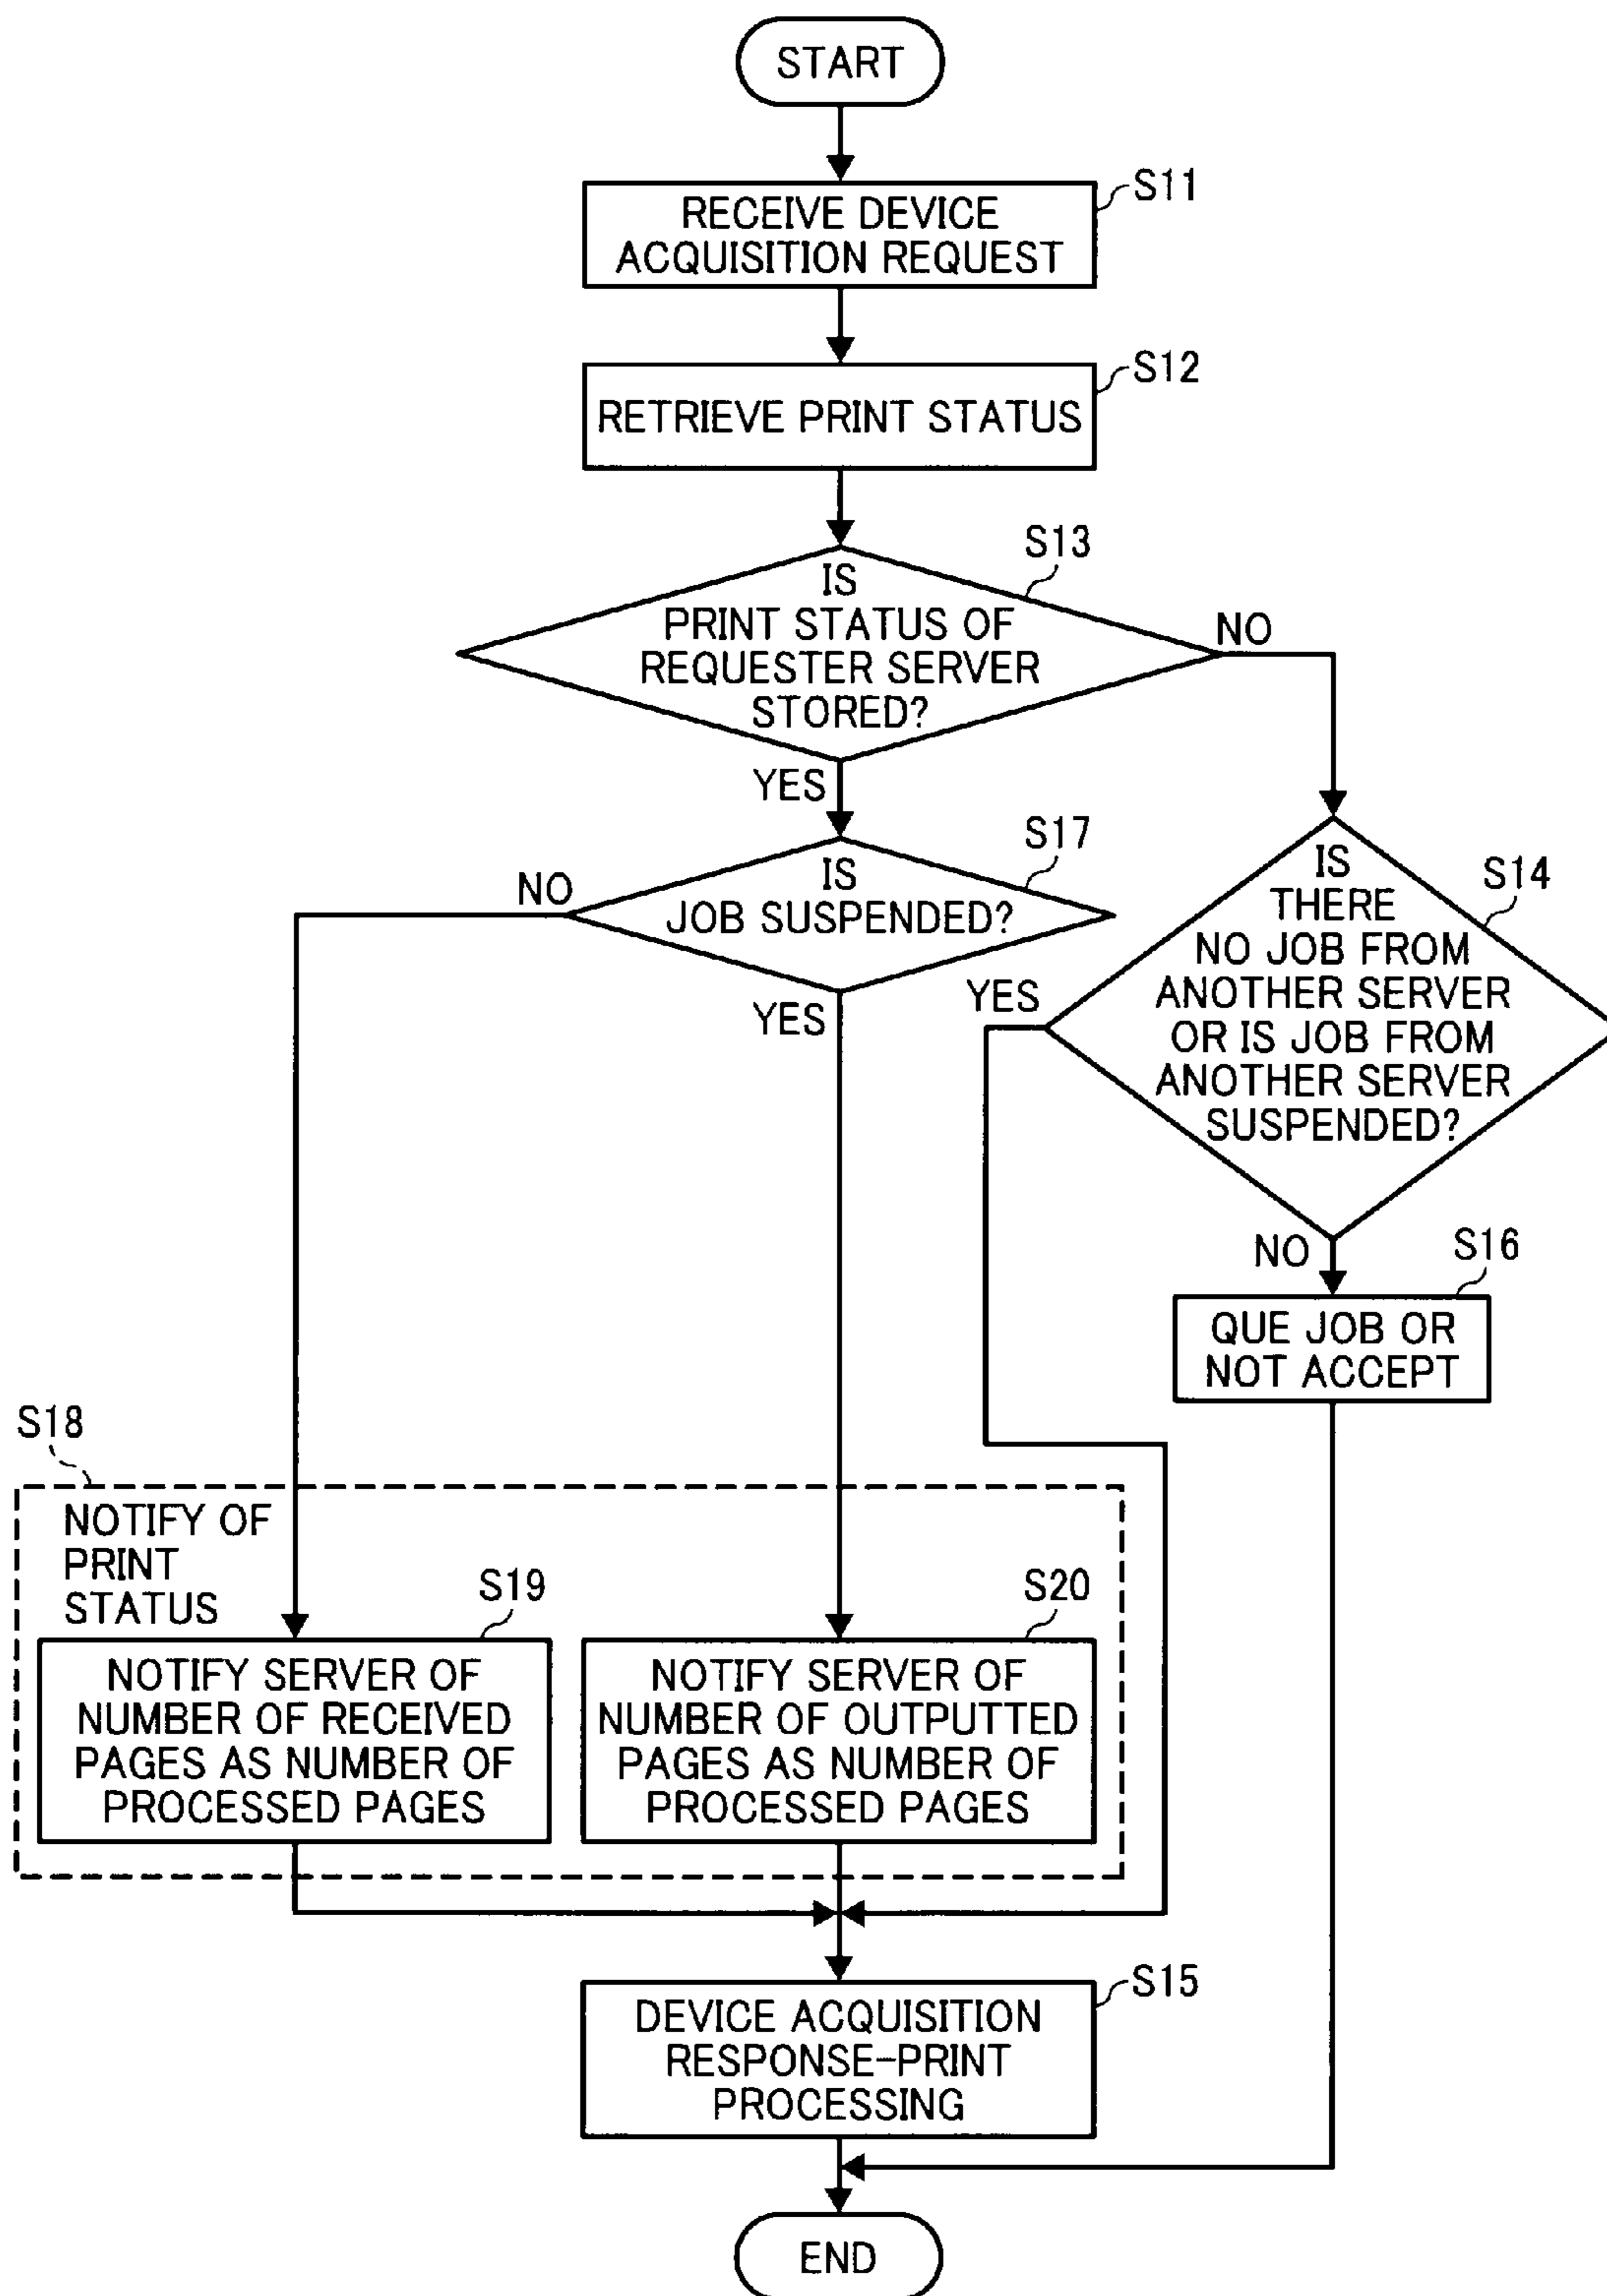 START
S11
RECEIVE DEVICE
ACQUISITION REQUEST
S12
RETRIEVE PRINT STATUS
S13
IS
PRINT STATUS OF
REQUESTER SERVER
STORED?
NO
YES
S17
IS
JOB SUSPENDED?
NO
YES
S14
IS
THERE
NO JOB FROM
ANOTHER SERVER
OR IS JOB FROM
ANOTHER SERVER
SUSPENDED?
YES
NO
S16
QUE JOB OR
NOT ACCEPT
S18
NOTIFY OF
PRINT
STATUS
S19
NOTIFY SERVER OF
NUMBER OF RECEIVED
PAGES AS NUMBER OF
PROCESSED PAGES
S20
NOTIFY SERVER OF
NUMBER OF OUTPUTTED
PAGES AS NUMBER OF
PROCESSED PAGES
S15
DEVICE ACQUISITION
RESPONSE-PRINT
PROCESSING
END